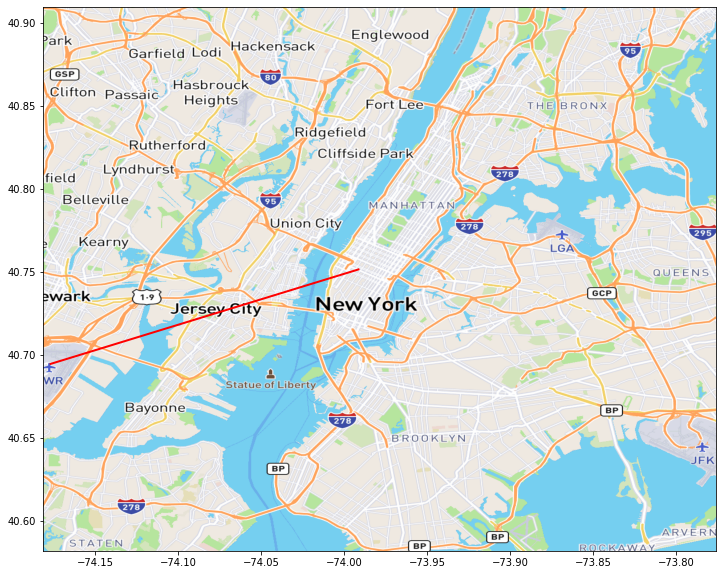 40.90
40.85
40.80
40.75
40.70
40.65
40.60
Park
Englewood
Garfield
Lodi
Hackensack
95
GSP
80
Clifton
Passaic
Hasbrouck
Heights
Fort Lee
THE BRONX
Ridgefield
Rutherford
Cliffside Park
Lyndhurst
278
field
Belleville
95
MANHATTAN
Union City
278
295
e
Kearny
LGA
QUEENS
ewark
1-9
GCP
Jersey City
New York
WR
Statue of Liberty
Bayonne
278
BP
BROOKLYN
JFK
BP
278
BP
BP
STATEN
ROCKAWAY
ARVERN
−74.15
−74.10
−74.05
−74.00
−73.95
−73.90
−73.85
−73.80